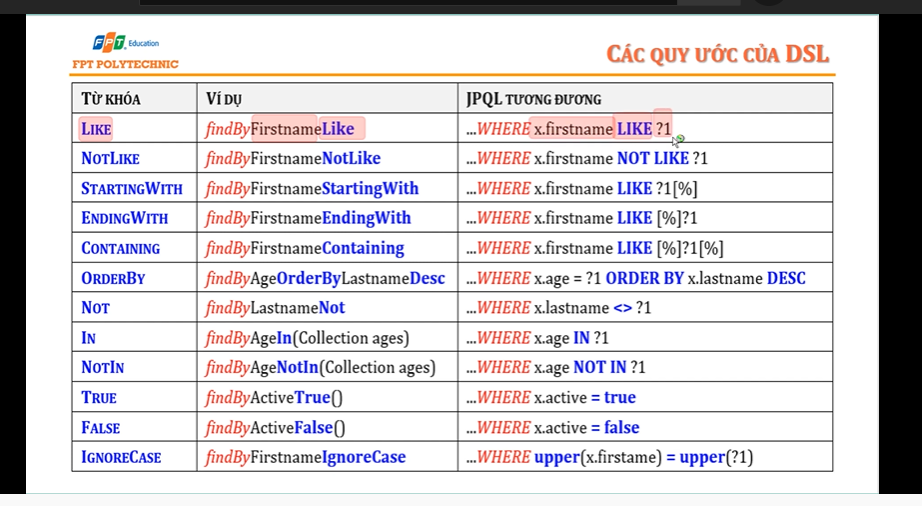 FPT Education
FPT POLYTECHNIC
CÁC QUY ƯỚC CỦA DSL
TỪ KHÓA VÍ DỤ JPQL TƯƠNG ĐƯƠNG
LIKE findByFirstnameLike ...WHERE x.firstname LIKE ?1
NOTLIKE findByFirstnameNotLike ...WHERE x.firstname NOT LIKE ?1
STARTINGWITH findByFirstnameStartingWith ...WHERE x.firstname LIKE ?1[%]
ENDINGWITH findByFirstnameEndingWith ...WHERE x.firstname LIKE [%]?1
CONTAINING findByFirstnameContaining ...WHERE x.firstname LIKE [%]?1[%]
ORDERBY findByAgeOrderByLastnameDesc ...WHERE x.age = ?1 ORDER BY x.lastname DESC
NOT findByLastnameNot ...WHERE x.lastname <> ?1
IN findByAgeIn(Collection ages) ...WHERE x.age IN ?1
NOTIN findByAgeNotIn(Collection ages) ...WHERE x.age NOT IN ?1
TRUE findByActiveTrue() ...WHERE x.active = true
FALSE findByActiveFalse() ...WHERE x.active = false
IGNORECASE findByFirstnameIgnoreCase ...WHERE upper(x.firstame) = upper(?1)